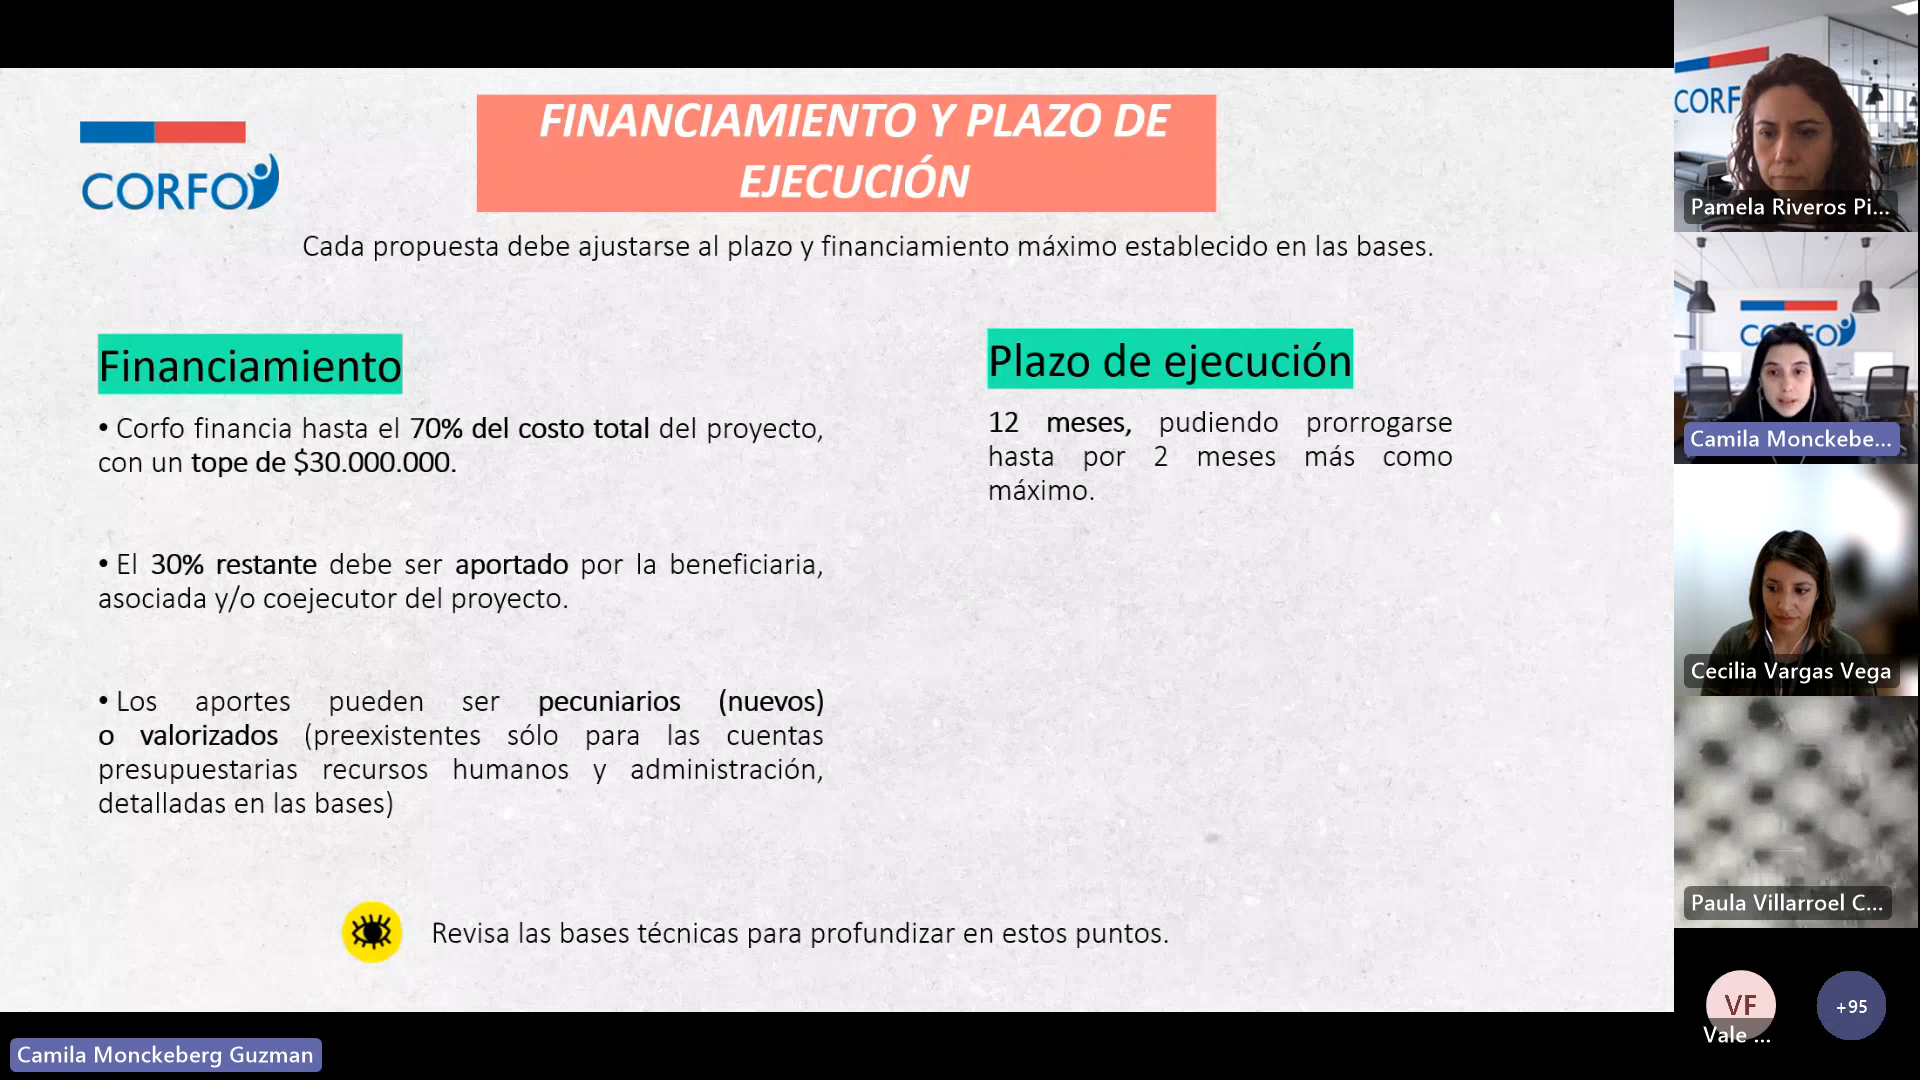 FINANCIAMIENTO Y PLAZO DE
EJECUCIÓN
CORFO
Cada propuesta debe ajustarse al plazo y financiamiento máximo establecido en las bases.
Financiamiento
• Corfo financia hasta el 70% del costo total del proyecto,
con un tope de $30.000.000.
• El 30% restante debe ser aportado por la beneficiaria,
asociada y/o coejecutor del proyecto.
• Los aportes pueden ser pecuniarios (nuevos)
o valorizados (preexistentes sólo para las cuentas
presupuestarias recursos humanos y administración,
detalladas en las bases)
Plazo de ejecución
12 meses, pudiendo prorrogarse
hasta por 2 meses más como
máximo.
Revisa las bases técnicas para profundizar en estos puntos.
Camila Monckeberg Guzman
CORF
Pamela Riveros Pi...
CORFO
Camila Monckebe...
Cecilia Vargas Vega
Paula Villarroel C...
VF
Vale ...
+95